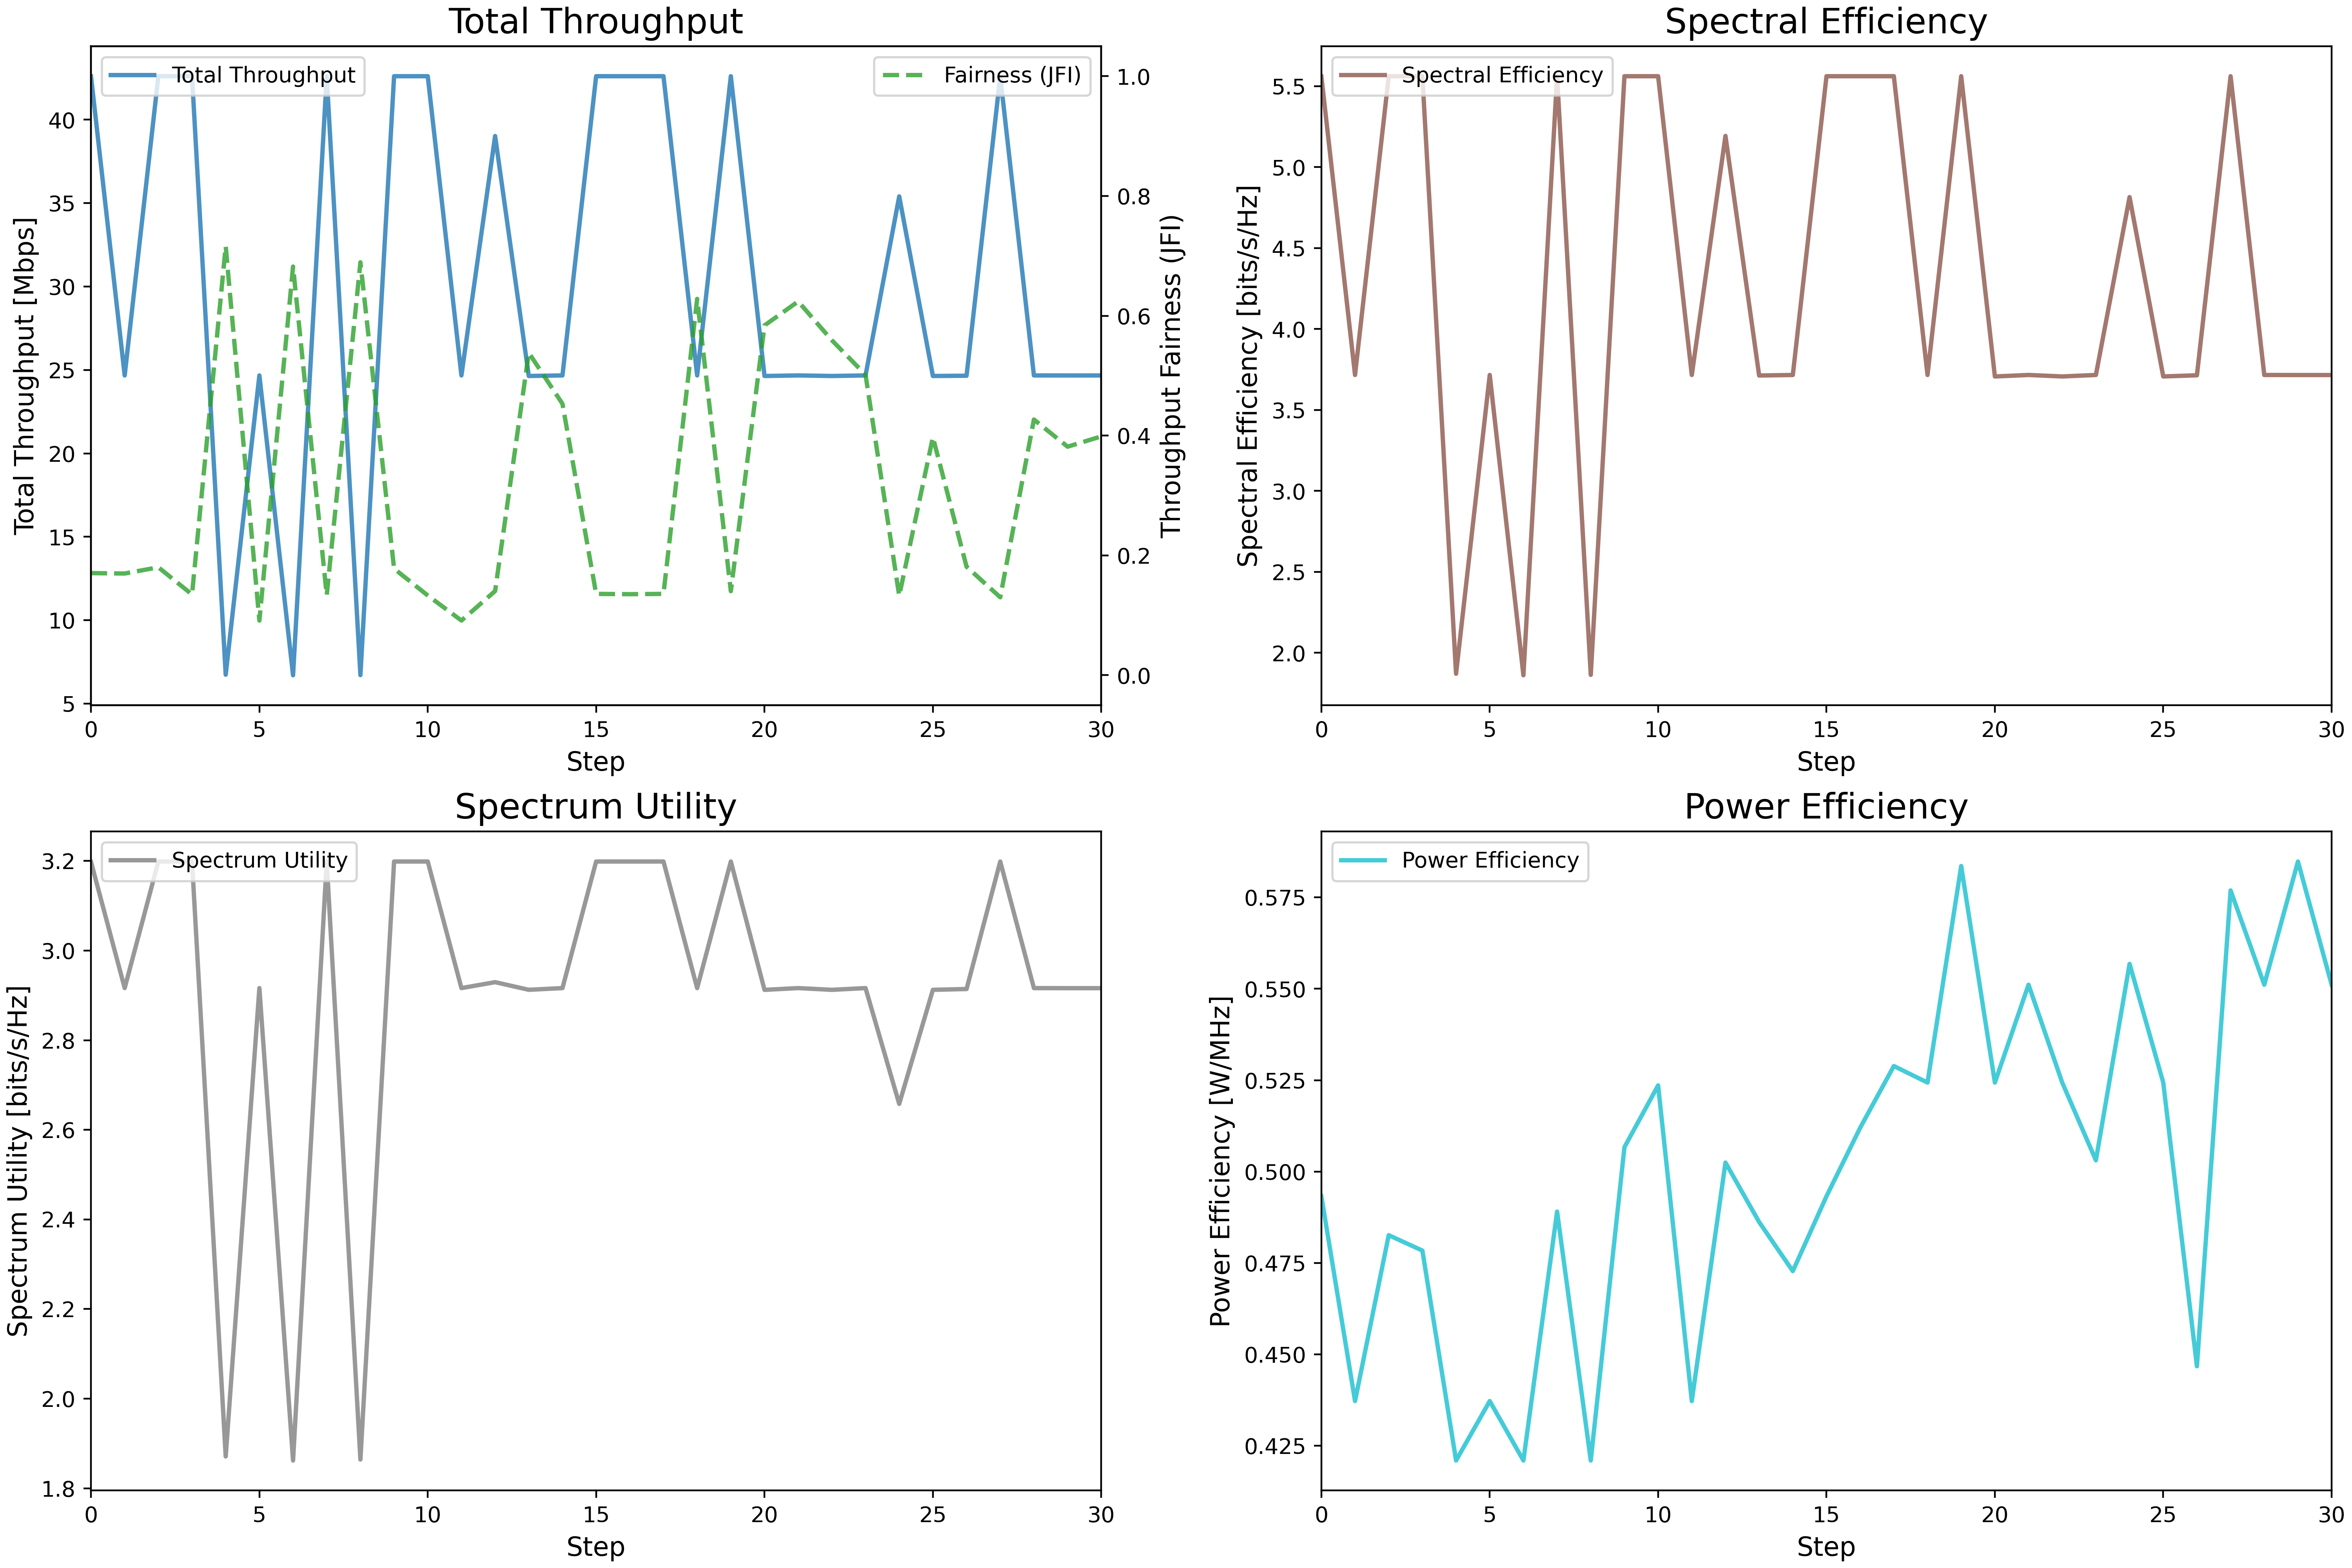 Total Throughput
Total Throughput
Fairness (JFI)
Total Throughput [Mbps]
40
35
30
25
20
15
10
5
1.0
0.8
0.6
0.4
0.2
0.0
Throughput Fairness (JFI)
0 5 10 15 20 25 30
Step
Spectral Efficiency
Spectral Efficiency
Spectral Efficiency [bits/s/Hz]
5.5
5.0
4.5
4.0
3.5
3.0
2.5
2.0
0 5 10 15 20 25 30
Step
Spectrum Utility
Spectrum Utility
Spectrum Utility [bits/s/Hz]
3.2
3.0
2.8
2.6
2.4
2.2
2.0
1.8
0 5 10 15 20 25 30
Step
Power Efficiency
Power Efficiency
Power Efficiency [W/MHz]
0.575
0.550
0.525
0.500
0.475
0.450
0.425
0 5 10 15 20 25 30
Step